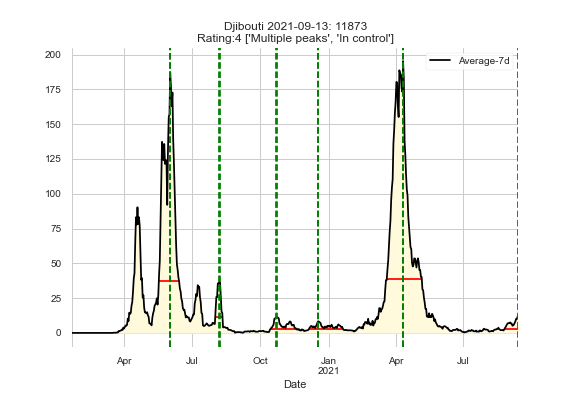 Djibouti 2021-09-13: 11873
Rating:4 ['Multiple peaks', 'In control']
Average-7d
200
175
150
125
100
75
50
25
0
Apr
Jul
Oct
Jan
2021
Apr
Jul
Date